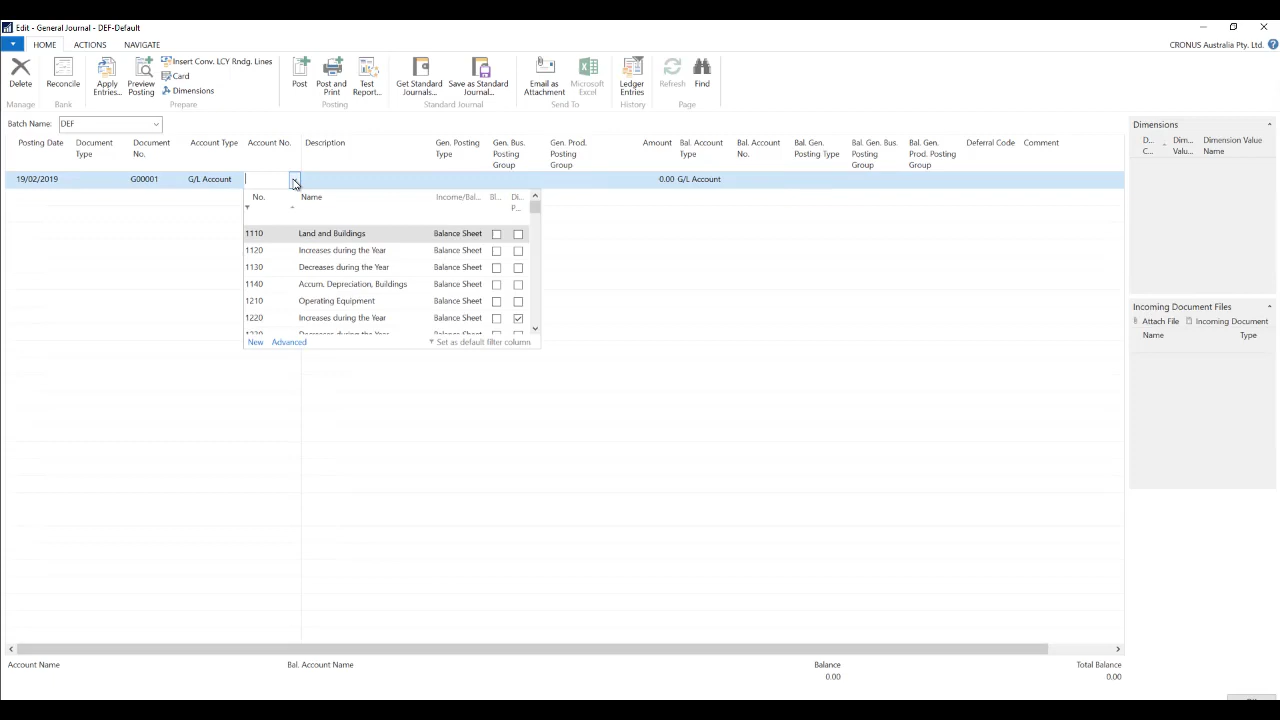 Edit - General Journal - DEF-Default
HOME ACTIONS NAVIGATE CRONUS Australia Pty. Ltd.
Insert Conv. LCY Rndg. Lines
Card
Dimensions
Delete Reconcile Apply Entries... Preview Posting Post Post and Print Test Report... Get Standard Journals... Save as Standard Journal... Email as Attachment Microsoft Excel Ledger Entries Refresh Find
Manage Bank Prepare Posting Standard Journal Send To History Page
Batch Name: DEF
Posting Date Document Type Document No. Account Type Account No. Description Gen. Posting Type Gen. Bus. Posting Group Gen. Prod. Posting Group Amount Bal. Account Type Bal. Account No. Bal. Gen. Posting Type Bal. Gen. Bus. Posting Group Bal. Gen. Prod. Posting Group Deferral Code Comment
19/02/2019 G00001 G/L Account 0.00 G/L Account
No. Name Income/Bal... Bl... Di... P...
1110 Land and Buildings Balance Sheet
1120 Increases during the Year Balance Sheet
1130 Decreases during the Year Balance Sheet
1140 Accum. Depreciation, Buildings Balance Sheet
1210 Operating Equipment Balance Sheet
1220 Increases during the Year Balance Sheet
New Advanced Set as default filter column
Dimensions
D... C... Dim... Valu... Dimension Value Name
Incoming Document Files
Attach File Incoming Document
Name Type
Account Name Bal. Account Name Balance Total Balance
0.00 0.00